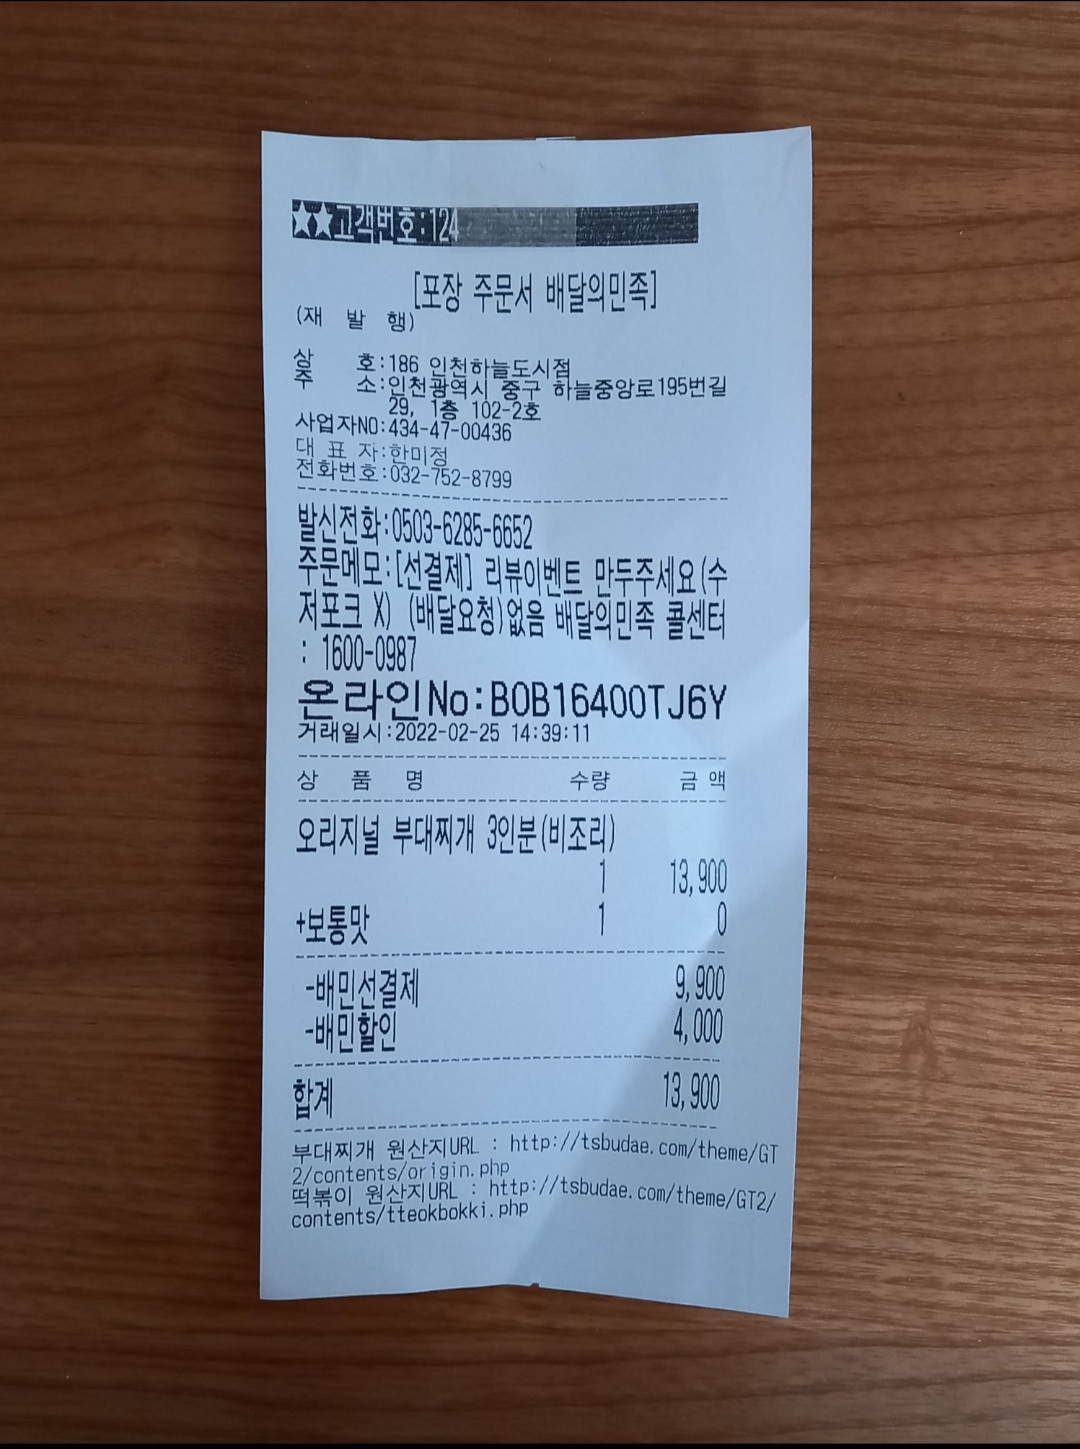 ★★고객번호:124
[포장 주문서 배달의민족]
(재 발 행)
상 호:186 인천하늘도시점
주 소:인천광역시 중구 하늘중앙로195번길
29, 1층 102-2호
사업자NO:434-47-00436
대 표 자:한미정
전화번호:032-752-8799
발신전화:0503-6285-6652
주문메모:[선결제] 리뷰이벤트 만두주세요(수
저포크 X) (배달요청)없음 배달의민족 콜센터
: 1600-0987
온라인No:B0B16400TJ6Y
거래일시:2022-02-25 14:39:11
상 품 명 수량 금 액
오리지널 부대찌개 3인분(비조리)
1 13,900
+보통맛 1 0
-배민선결제 9,900
-배민할인 4,000
합계 13,900
부대찌개 원산지URL : http://tsbudae.com/theme/GT
2/contents/origin.php
떡볶이 원산지URL : http://tsbudae.com/theme/GT2/
contents/tteokbokki.php